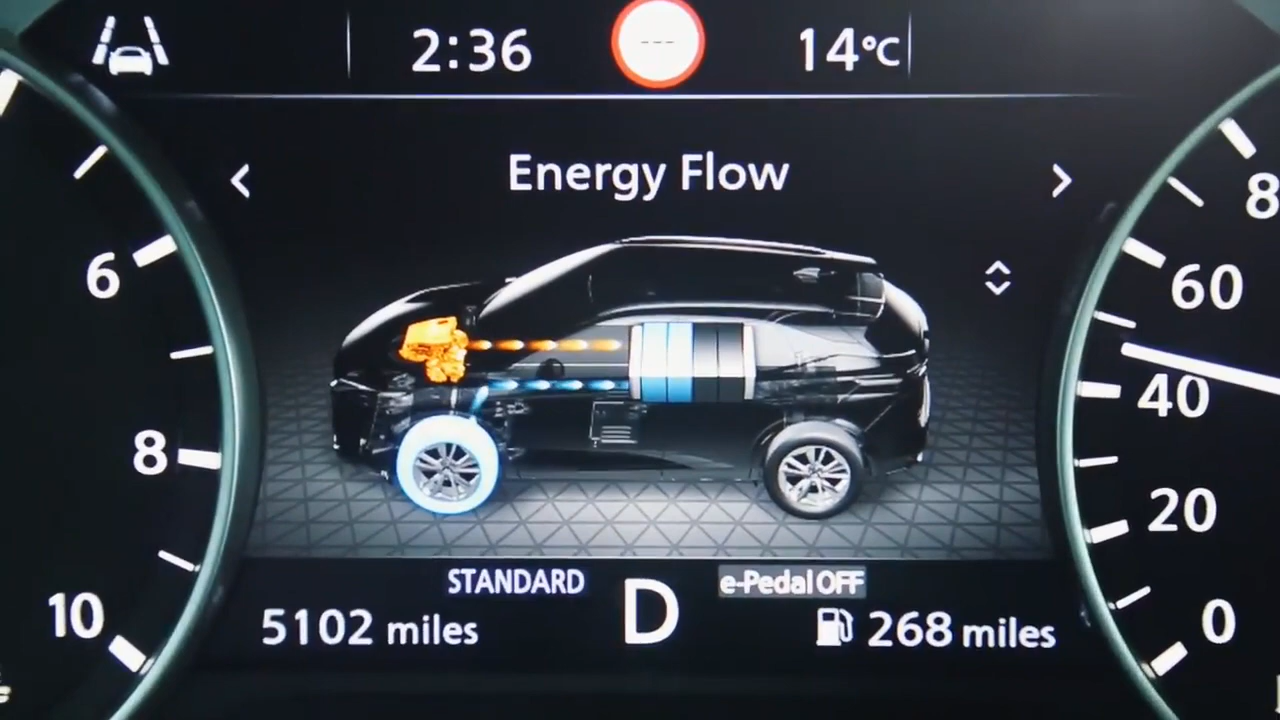 2:36 --- 14°C
Energy Flow
6
8
10
8
60
40
20
0
STANDARD
e-Pedal OFF
5102 miles
D
268 miles